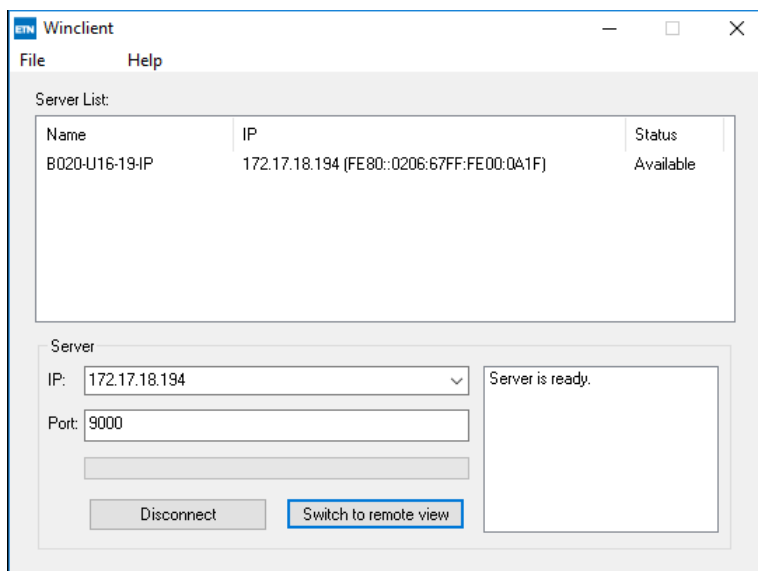 ETN Winclient
File Help
Server List:
Name IP Status
B020-U16-19-IP 172.17.18.194 (FE80::0206:67FF:FE00:0A1F) Available
Server
IP: 172.17.18.194 Server is ready.
Port: 9000
Disconnect Switch to remote view